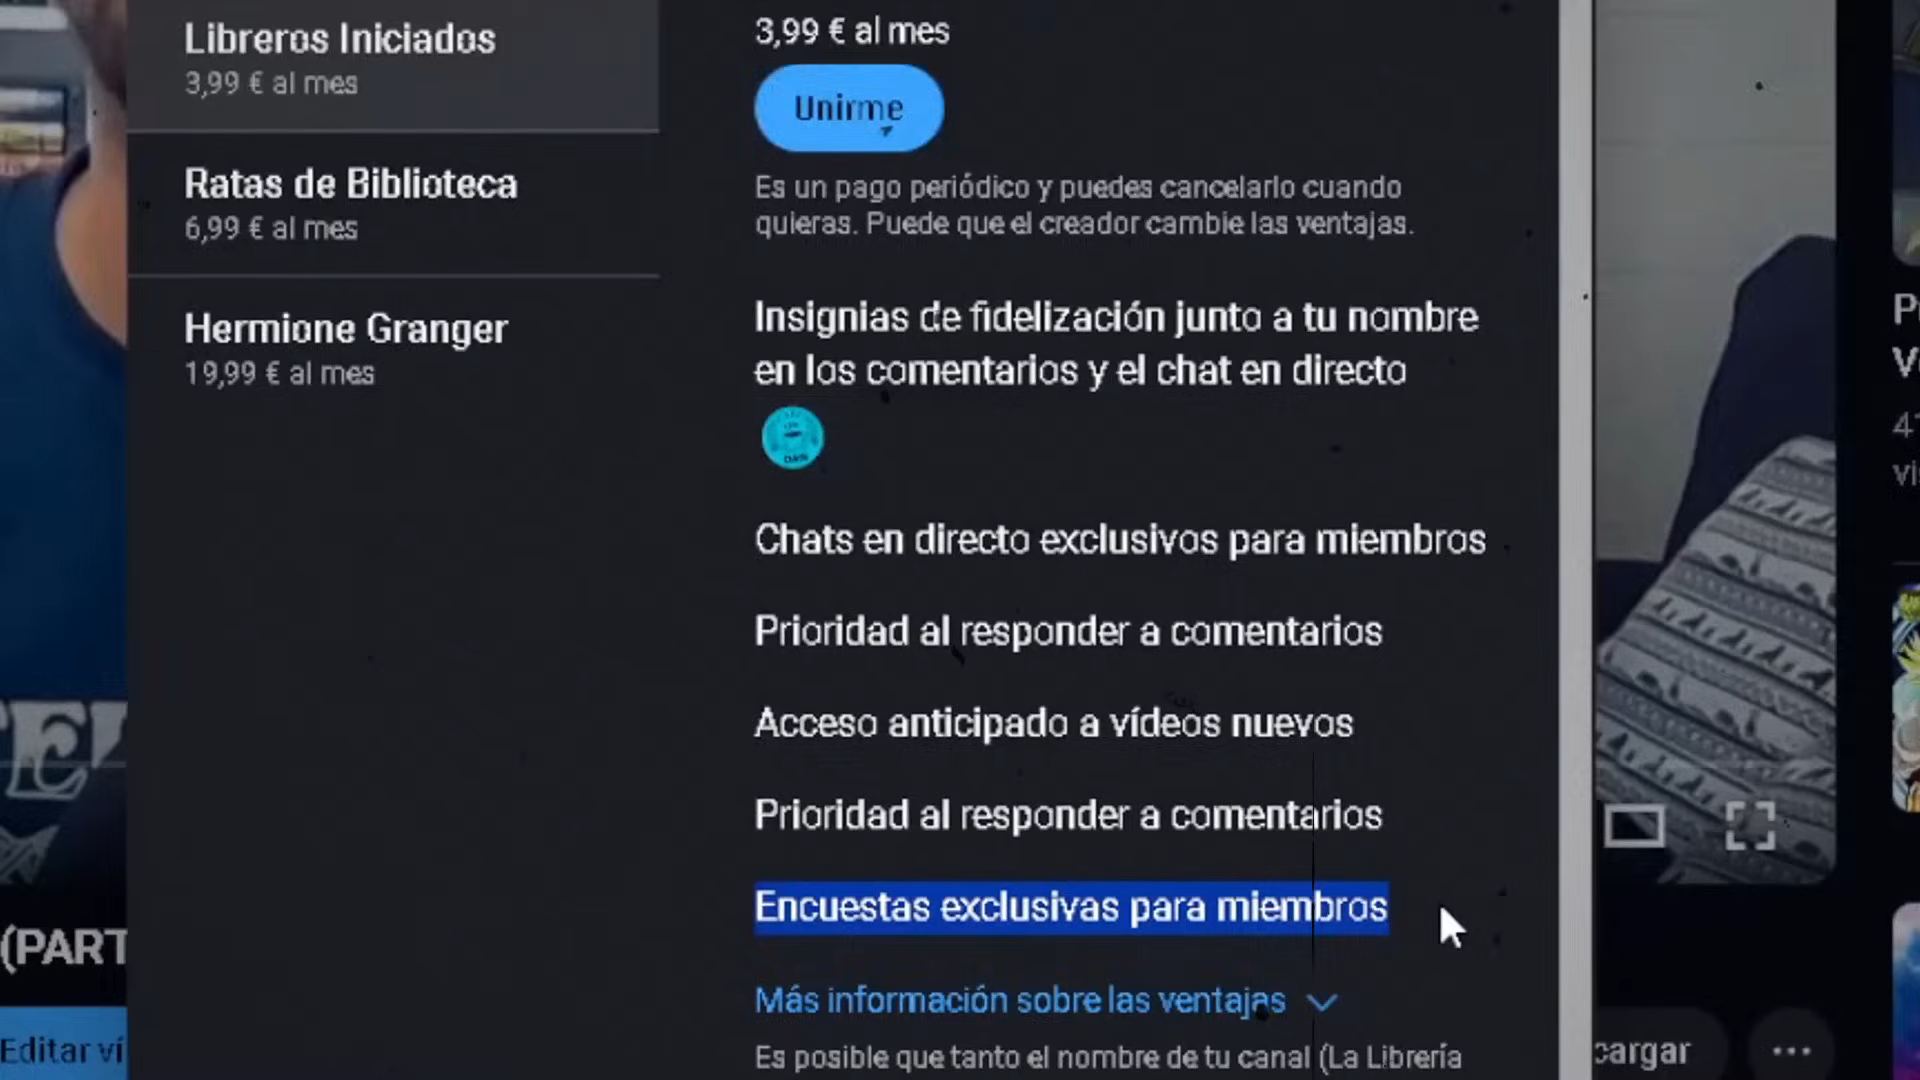 Libreros Iniciados
3,99 € al mes
Ratas de Biblioteca
6,99 € al mes
Hermione Granger
19,99 € al mes
3,99 € al mes
Unirme
Es un pago periódico y puedes cancelarlo cuando
quieras. Puede que el creador cambie las ventajas.
Insignias de fidelización junto a tu nombre
en los comentarios y el chat en directo
Chats en directo exclusivos para miembros
Prioridad al responder a comentarios
Acceso anticipado a vídeos nuevos
Prioridad al responder a comentarios
Encuestas exclusivas para miembros
Más información sobre las ventajas
Es posible que tanto el nombre de tu canal (La Librería
(PART
Editar ví
cargar